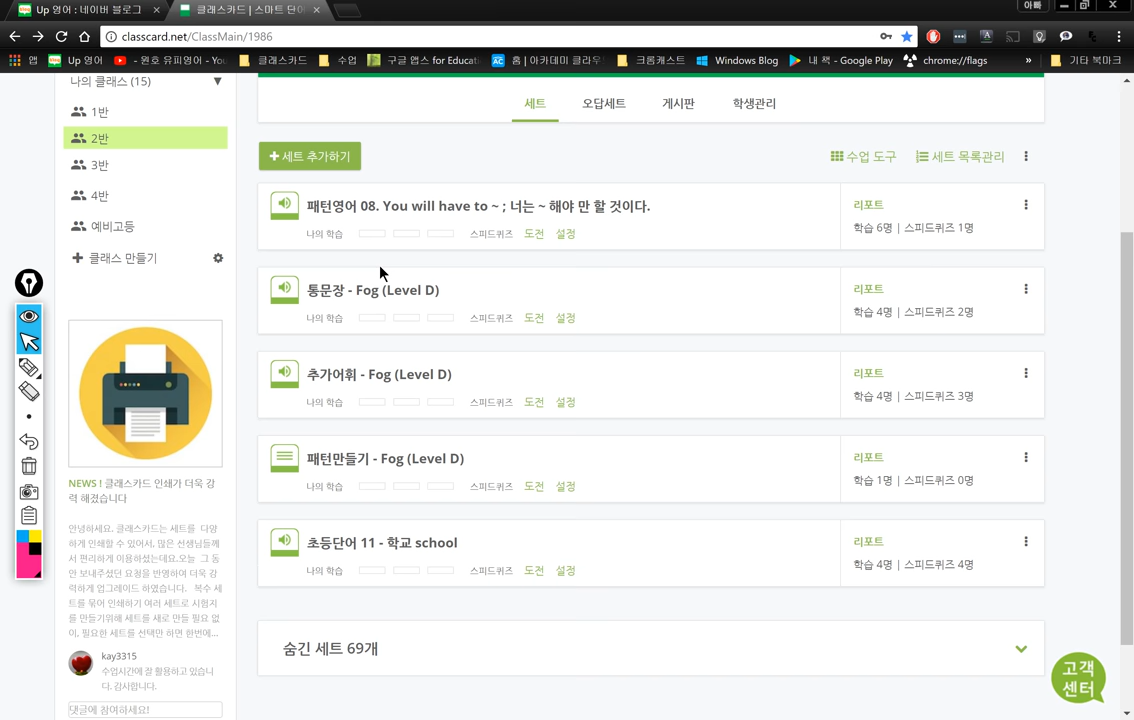 Up 영어 : 네이버 블로그
클래스카드 | 스마트 단어
아빠
classcard.net/ClassMain/1986
앱
Up 영어
- 원호 유피영어 - You
클래스카드
수업
구글 앱스 for Educati
홈 | 아카데미 클라우
크롬캐스트
Windows Blog
내 책 - Google Play
chrome://flags
»
기타 북마크
나의 클래스 (15)
1반
2반
3반
4반
예비고등
클래스 만들기
NEWS ! 클래스카드 인쇄가 더욱 강
력 해졌습니다
안녕하세요. 클래스카드는 세트를 다양
하게 인쇄할 수 있어서, 많은 선생님들께
서 편리하게 이용하셨는데요.오늘 그 동
안 보내주셨던 요청을 반영하여 더욱 강
력하게 업그레이드 하였습니다. 복수 세
트를 묶어 인쇄하기 여러 세트로 시험지
를 만들기위해 세트를 새로 만들 필요 없
이, 필요한 세트를 선택만 하면 한번에...
kay3315
수업시간에 잘 활용하고 있습니
다. 감사합니다.
댓글에 참여하세요!
세트 오답세트 게시판 학생관리
세트 추가하기
수업 도구
세트 목록관리
패턴영어 08. You will have to ~ ; 너는 ~ 해야 만 할 것이다.
나의 학습 스피드퀴즈 도전 설정
리포트
학습 6명 | 스피드퀴즈 1명
통문장 - Fog (Level D)
나의 학습 스피드퀴즈 도전 설정
리포트
학습 4명 | 스피드퀴즈 2명
추가어휘 - Fog (Level D)
나의 학습 스피드퀴즈 도전 설정
리포트
학습 4명 | 스피드퀴즈 3명
패턴만들기 - Fog (Level D)
나의 학습 스피드퀴즈 도전 설정
리포트
학습 1명 | 스피드퀴즈 0명
초등단어 11 - 학교 school
나의 학습 스피드퀴즈 도전 설정
리포트
학습 4명 | 스피드퀴즈 4명
숨긴 세트 69개
고객
센터